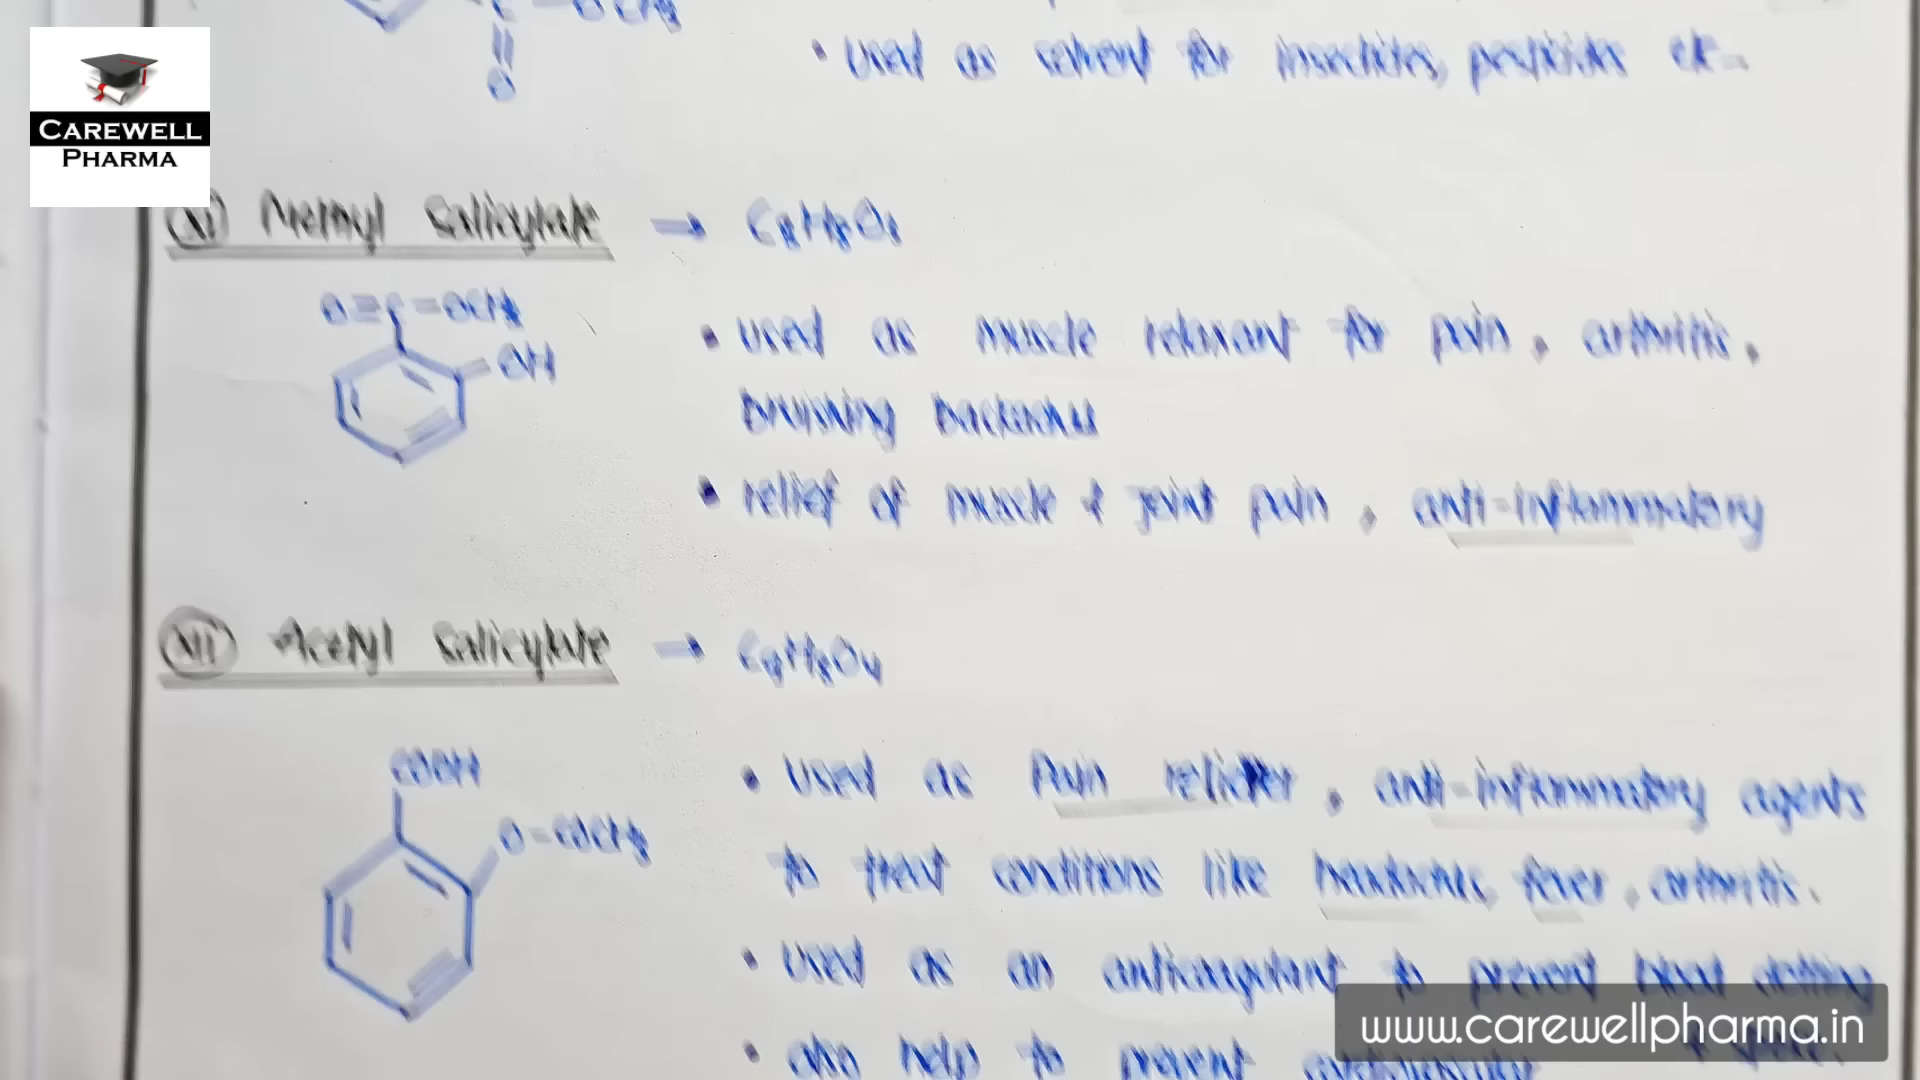 CAREWELL
PHARMA
O
• used as solvent for insecticides, pesticides etc
XI Methyl Salicylate → C8H8O3
O=C-OCH3
OH
• used as muscle relaxant for pain, arthritis,
bruising backaches
• relief of muscle & joint pain, anti-inflammatory
XII Acetyl Salicylate → C9H8O4
COOH
O-COCH3
• used as Pain reliever, anti-inflammatory agents
to treat conditions like headaches, fever, arthritis.
• used as an anticoagulant to prevent blood clotting
• also help to prevent
www.carewellpharma.in